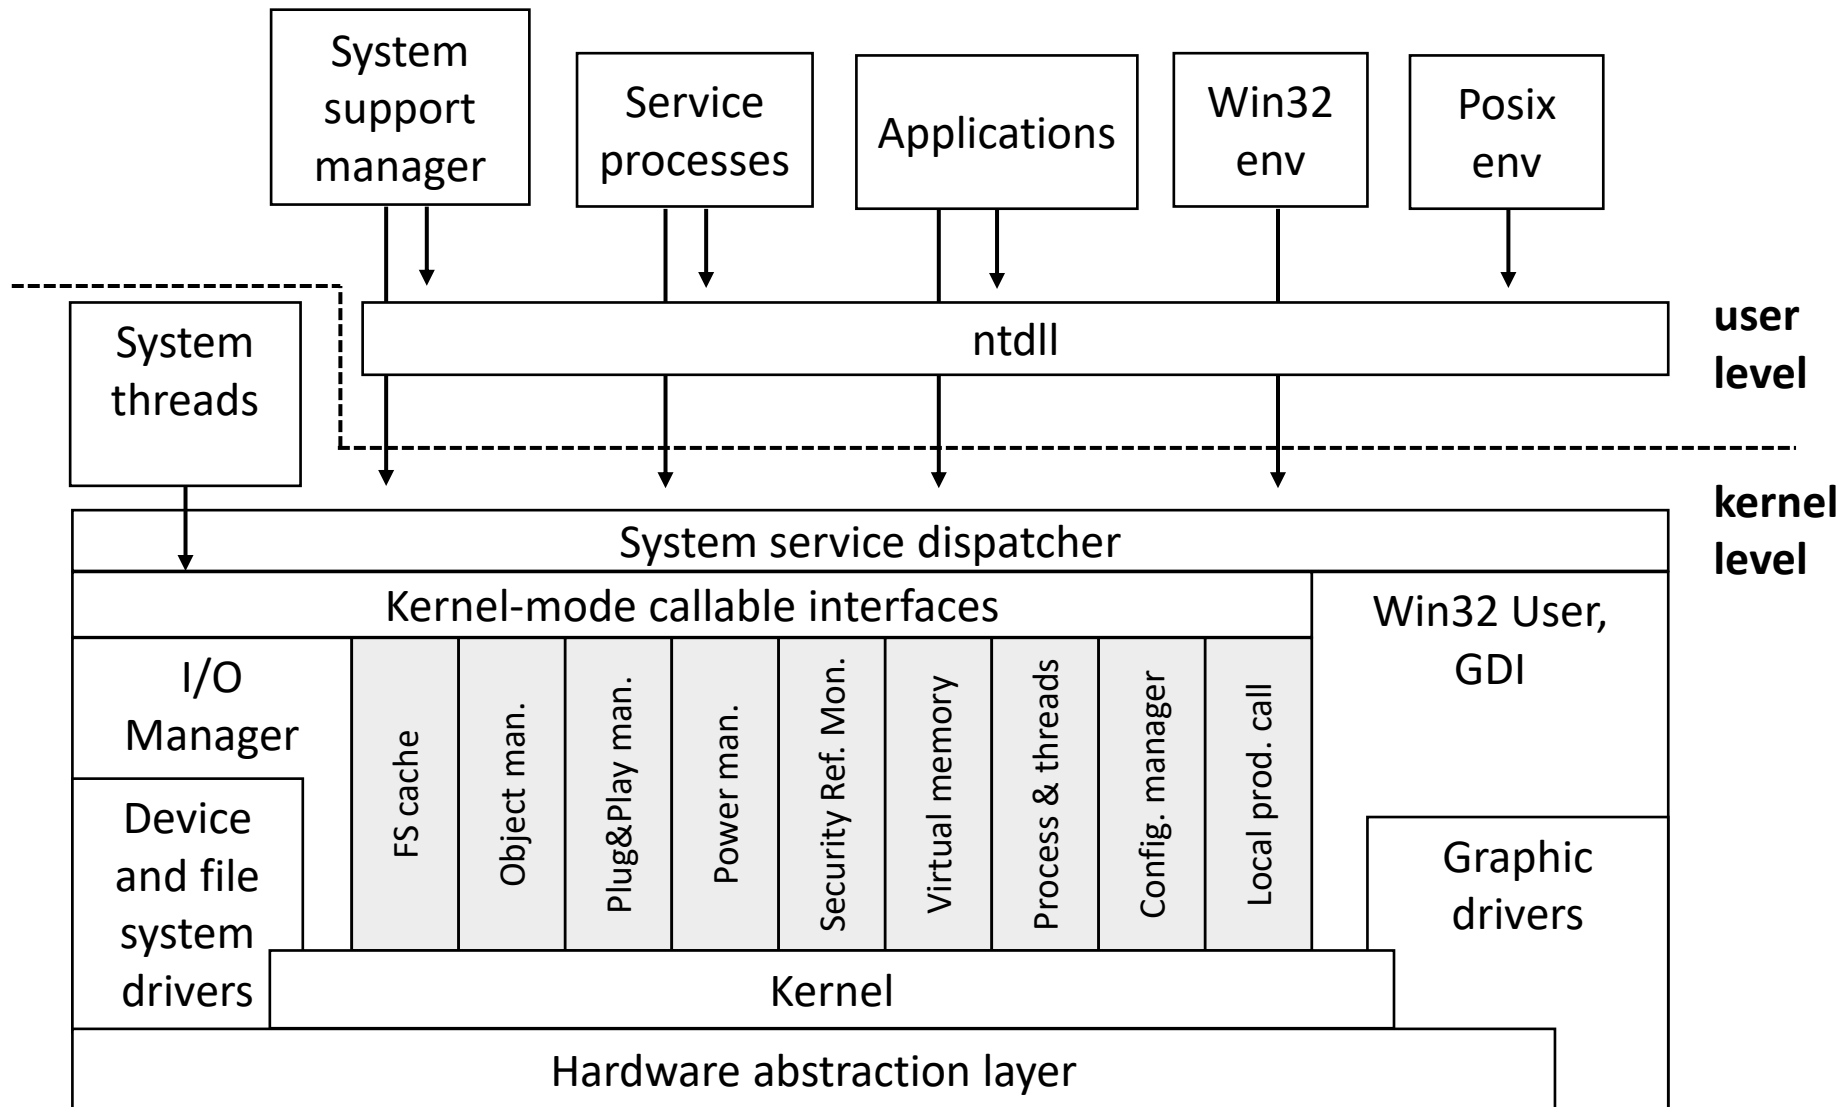 System
support
manager
Service
processes
Applications
Win32
env
Posix
env
System
threads
ntdll
user
level
kernel
level
System service dispatcher
Kernel-mode callable interfaces
Win32 User,
GDI
I/O
Manager
FS cache
Object man.
Plug&Play man.
Power man.
Security Ref. Mon.
Virtual memory
Process & threads
Config. manager
Local prod. call
Device
and file
system
drivers
Graphic
drivers
Kernel
Hardware abstraction layer